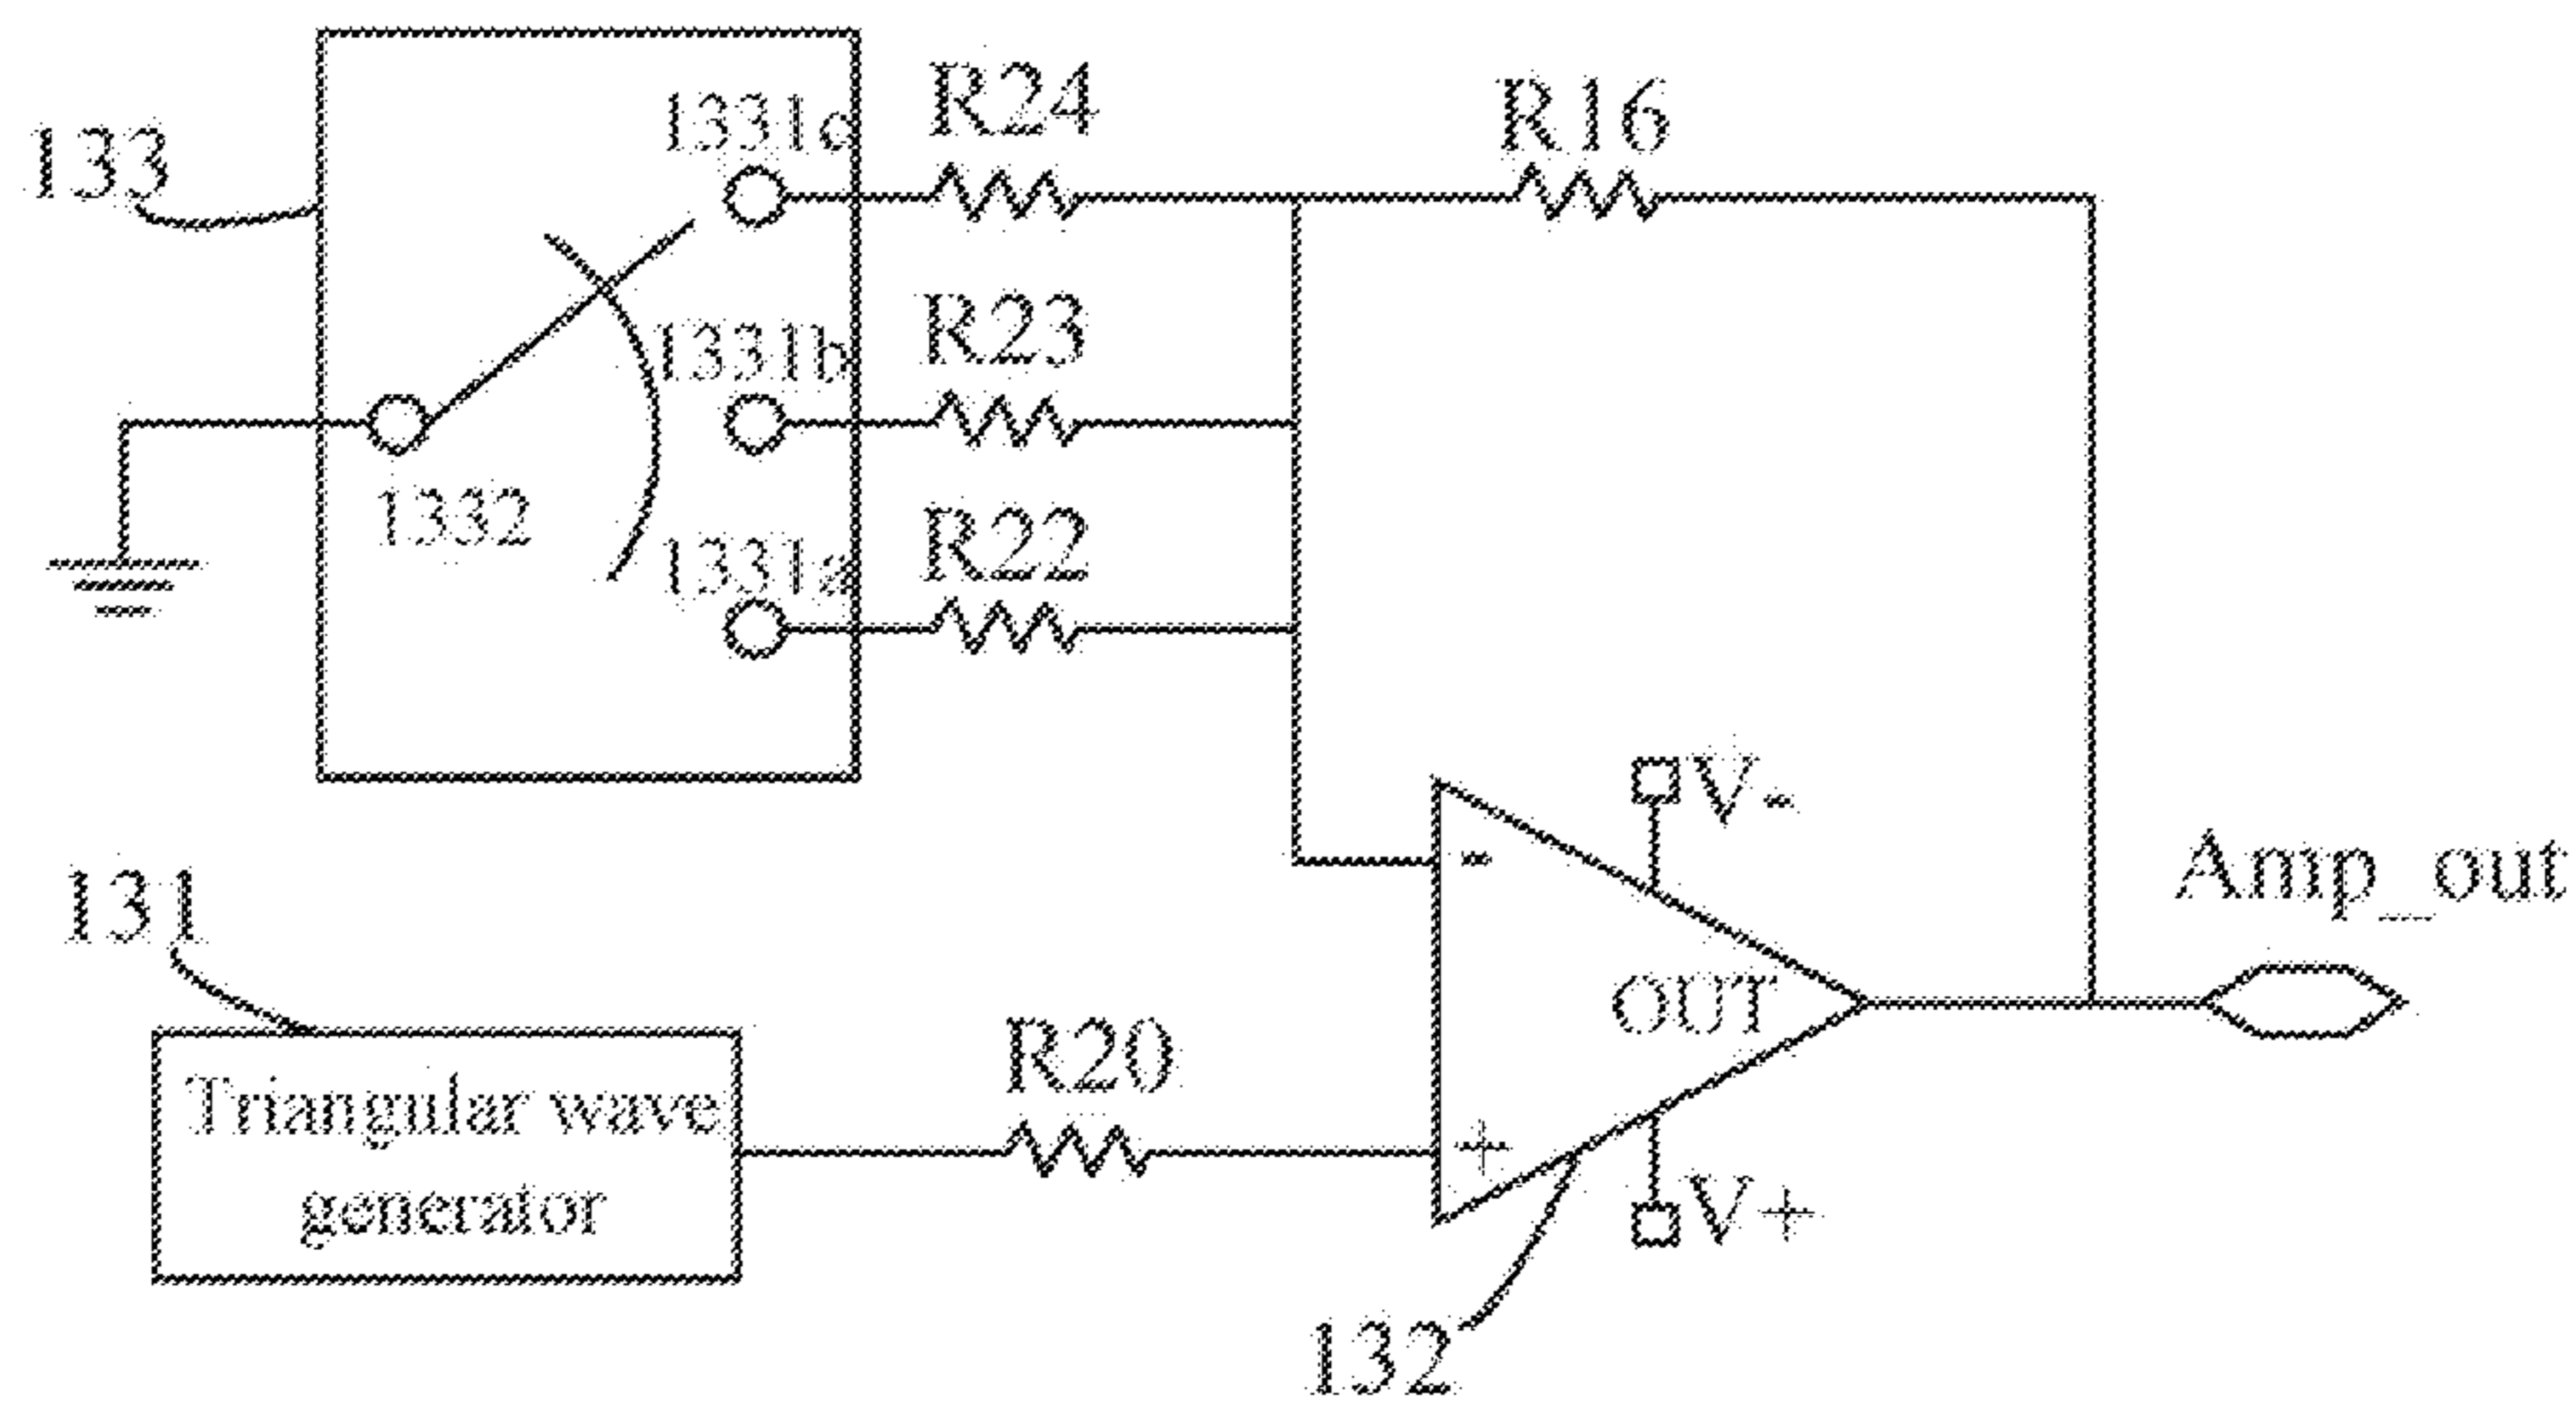 R24
R16
1331c
133
R23
1331b
R22
1332
1331a
V-
-
Amp_out
131
OUT
R20
Triangular wave
generator
+
V+
132